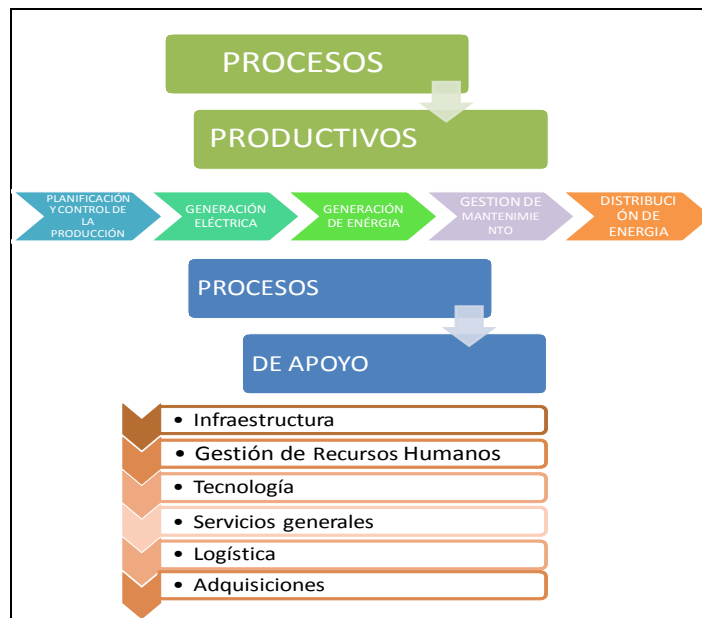 PROCESOS
PRODUCTIVOS
PLANIFICACIÓN
Y CONTROL DE
LA
PRODUCCIÓN
GENERACIÓN
ELÉCTRICA
GENERACIÓN
DE ENÉRGIA
GESTION DE
MANTENIMIE
NTO
DISTRIBUCI
ÓN DE
ENERGIA
PROCESOS
DE APOYO
• Infraestructura
• Gestión de Recursos Humanos
• Tecnología
• Servicios generales
• Logística
• Adquisiciones